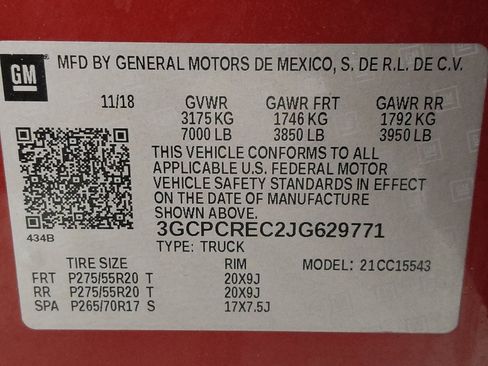 GM
MFD BY GENERAL MOTORS DE MEXICO, S. DE R.L. DE C.V.
11/18 GVWR GAWR FRT GAWR RR
3175 KG 1746 KG 1792 KG
7000 LB 3850 LB 3950 LB
THIS VEHICLE CONFORMS TO ALL
APPLICABLE U.S. FEDERAL MOTOR
VEHICLE SAFETY STANDARDS IN EFFECT
ON THE DATE OF MANUFACTURE
SHOWN ABOVE.
434B
3GCPCREC2JG629771
TYPE: TRUCK
TIRE SIZE RIM MODEL: 21CC15543
FRT P275/55R20 T 20X9J
RR P275/55R20 T 20X9J
SPA P265/70R17 S 17X7.5J